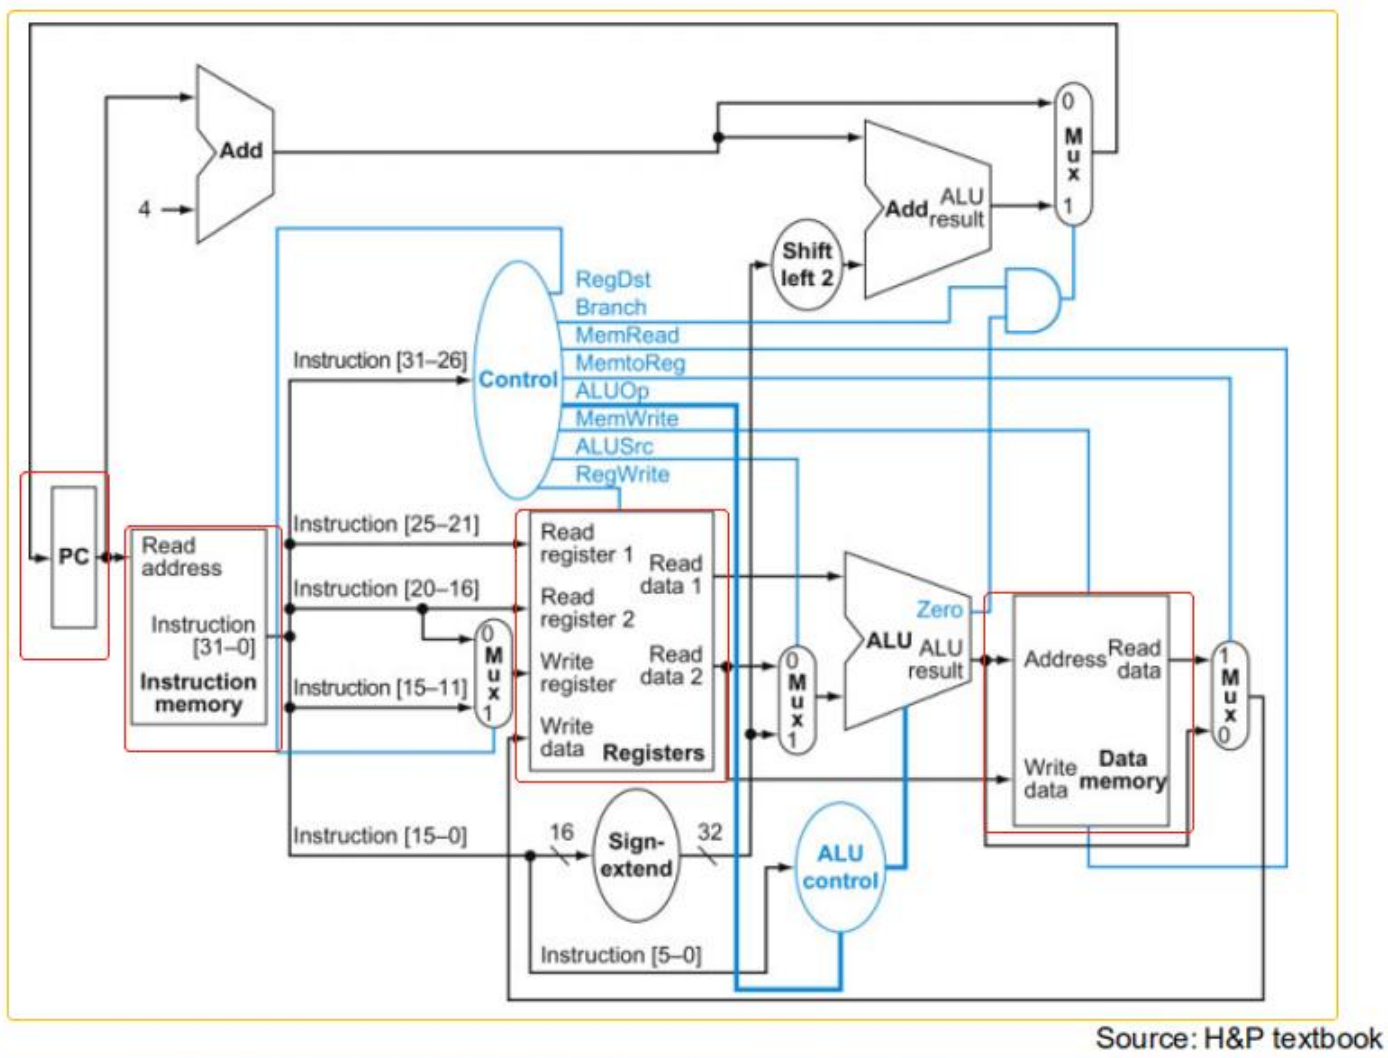 0
M
u
x
1
Add
Add
ALU
result
4
Shift
left 2
RegDst
Branch
MemRead
MemtoReg
ALUOp
MemWrite
ALUSrc
RegWrite
Control
Instruction [31–26]
Instruction [25–21]
Instruction [20–16]
Instruction [15–11]
Instruction [15–0]
Instruction [5–0]
PC
Read
address
Instruction
[31–0]
Instruction
memory
0
M
u
x
1
Read
register 1
Read
register 2
Write
register
Write
data
Read
data 1
Read
data 2
Registers
0
M
u
x
1
Zero
ALU
ALU
result
Address
Read
data
Write
data
Data
memory
1
M
u
x
0
16
Sign-
extend
32
ALU
control
Source: H&P textbook